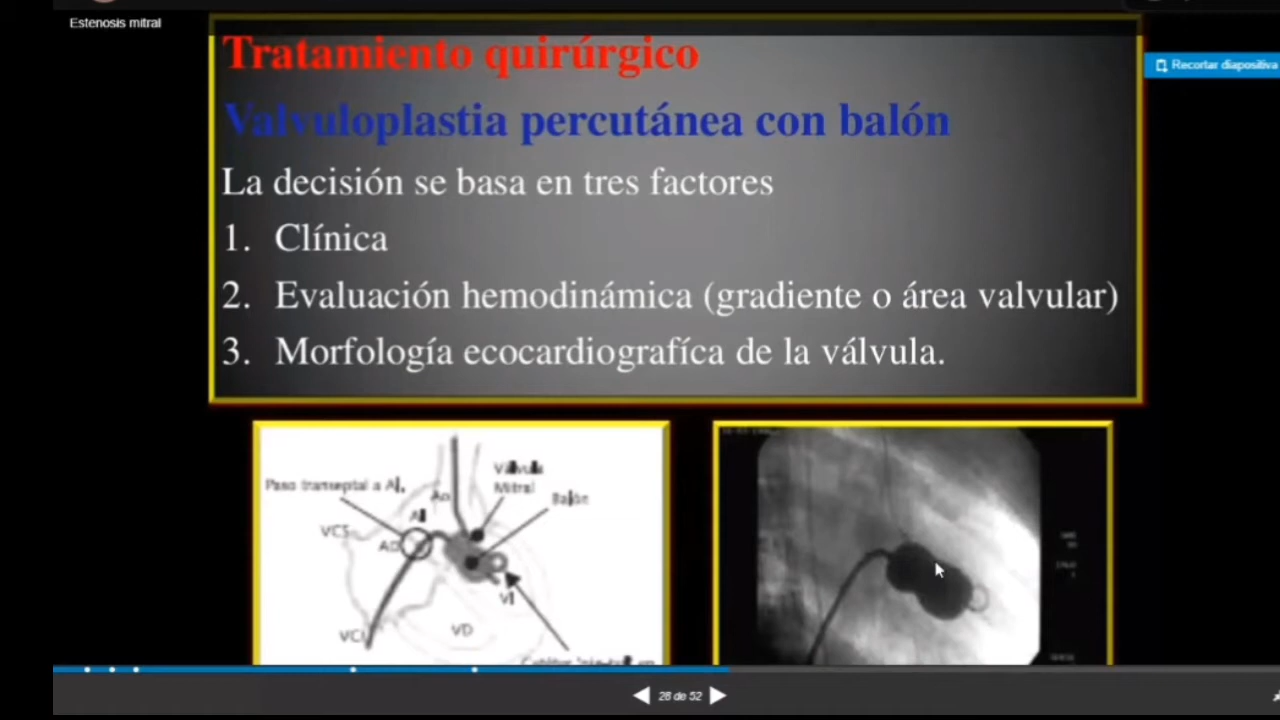 Estenosis mitral
Tratamiento quirúrgico
Recortar diapositiva
Valvuloplastia percutánea con balón
La decisión se basa en tres factores
1. Clínica
2. Evaluación hemodinámica (gradiente o área valvular)
3. Morfología ecocardiografíca de la válvula.
Válvula
Mitral
Paso transeptal a AI.
Ao
Balón
AI
VCS
AD
VI
VCI
VD
28 de 52